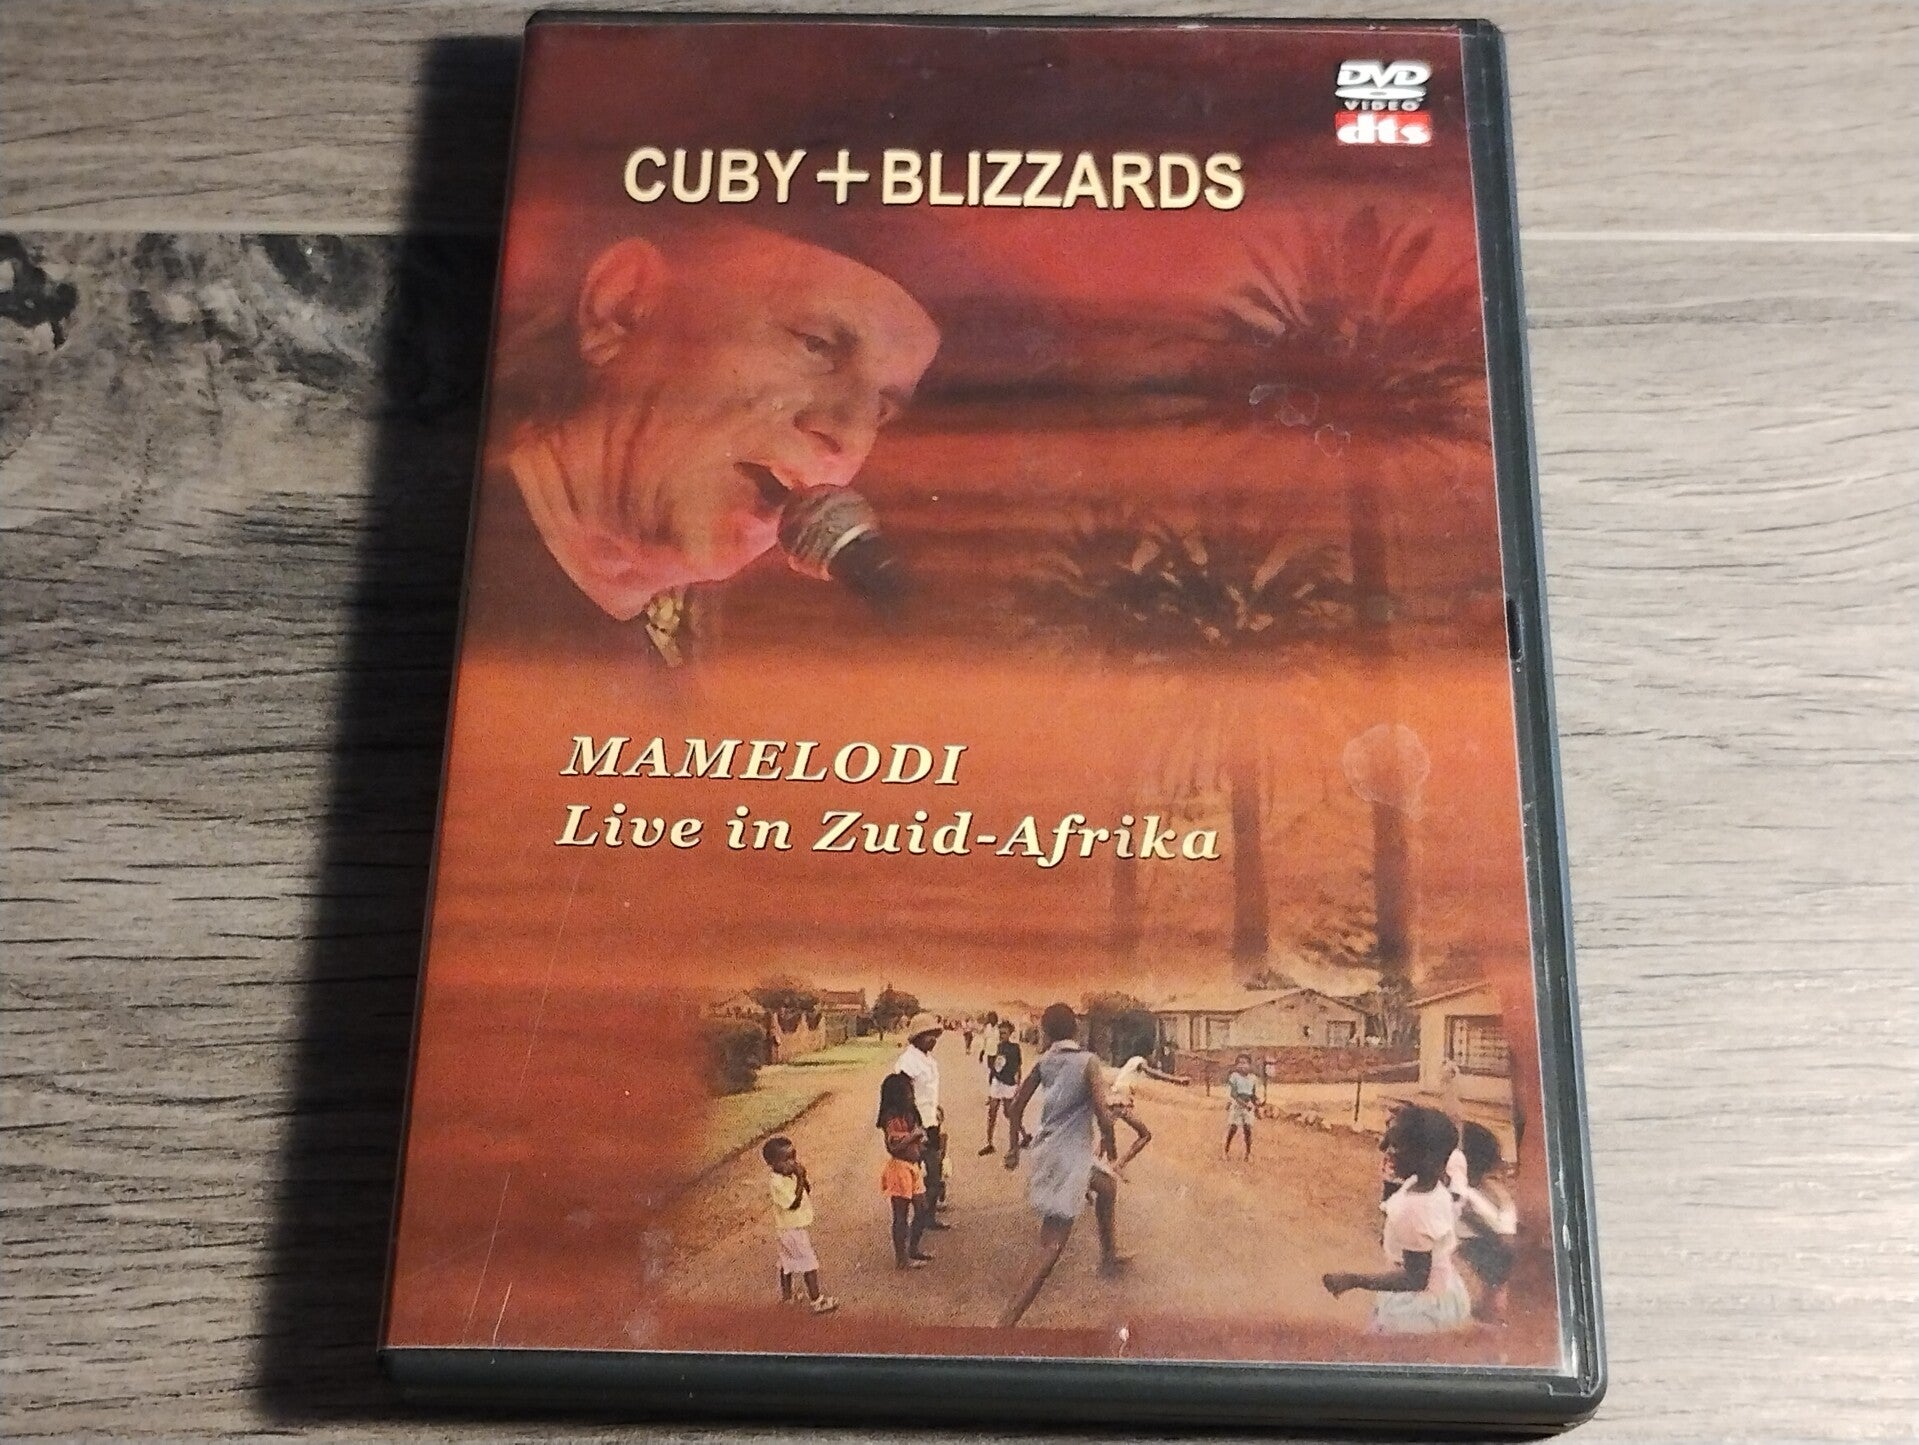 DVD
VIDEO
dts
CUBY+BLIZZARDS
MAMELODI
Live in Zuid-Afrika